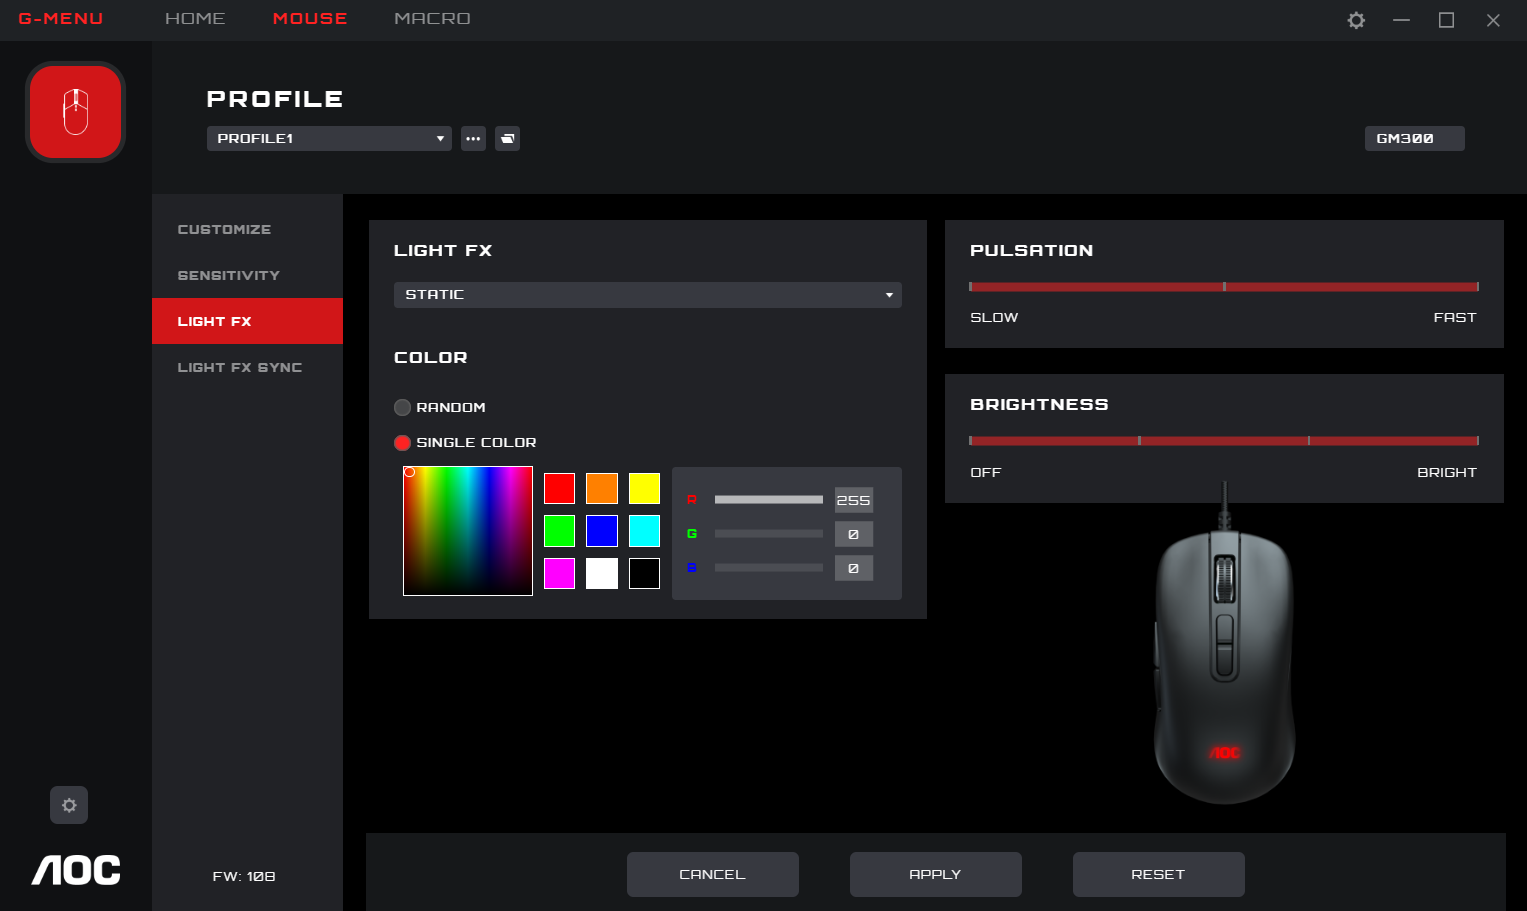 G-MENU HOME MOUSE MACRO
PROFILE
PROFILE1
GM300
CUSTOMIZE
SENSITIVITY
LIGHT FX
LIGHT FX SYNC
LIGHT FX
STATIC
COLOR
RANDOM
SINGLE COLOR
R 255
G 0
B 0
PULSATION
SLOW FAST
BRIGHTNESS
OFF BRIGHT
AOC
AOC
FW: 108
CANCEL APPLY RESET